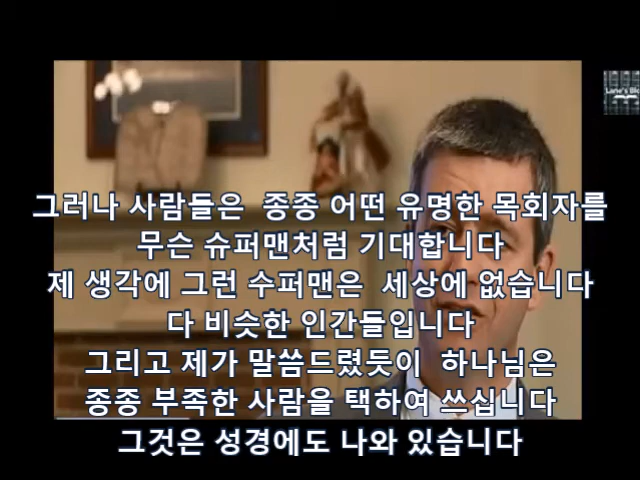 그러나 사람들은 종종 어떤 유명한 목회자를
무슨 슈퍼맨처럼 기대합니다
제 생각에 그런 수퍼맨은 세상에 없습니다
다 비슷한 인간들입니다
그리고 제가 말씀드렸듯이 하나님은
종종 부족한 사람을 택하여 쓰십니다
그것은 성경에도 나와 있습니다